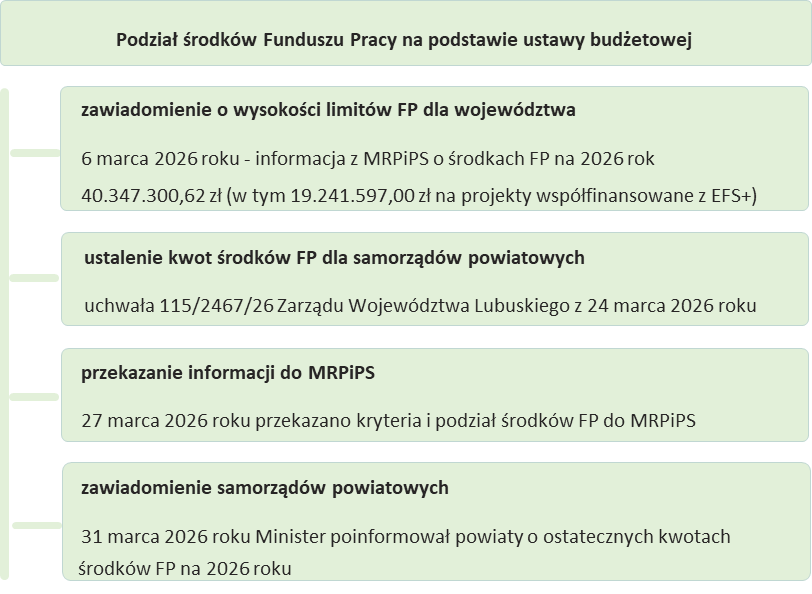 Podział środków Funduszu Pracy na podstawie ustawy budżetowej
zawiadomienie o wysokości limitów FP dla województwa
6 marca 2026 roku - informacja z MRPiPS o środkach FP na 2026 rok
40.347.300,62 zł (w tym 19.241.597,00 zł na projekty współfinansowane z EFS+)
ustalenie kwot środków FP dla samorządów powiatowych
uchwała 115/2467/26 Zarządu Województwa Lubuskiego z 24 marca 2026 roku
przekazanie informacji do MRPiPS
27 marca 2026 roku przekazano kryteria i podział środków FP do MRPiPS
zawiadomienie samorządów powiatowych
31 marca 2026 roku Minister poinformował powiaty o ostatecznych kwotach
środków FP na 2026 roku